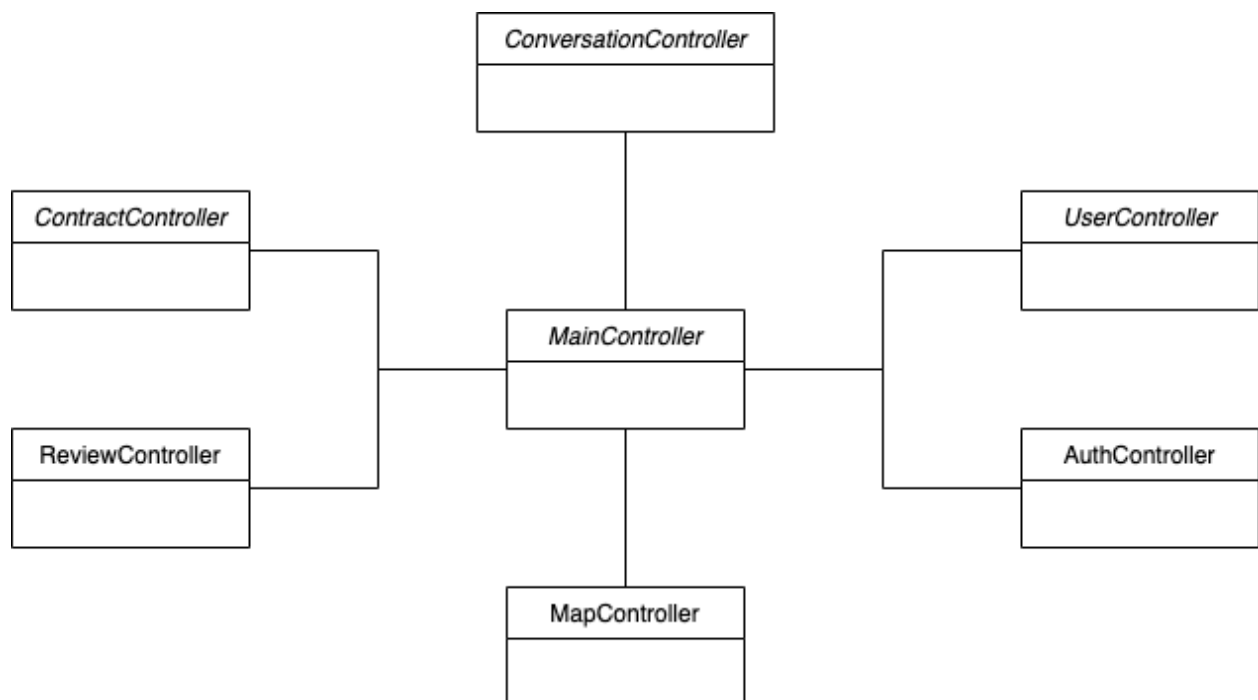 ConversationController
ContractController
UserController
MainController
ReviewController
AuthController
MapController